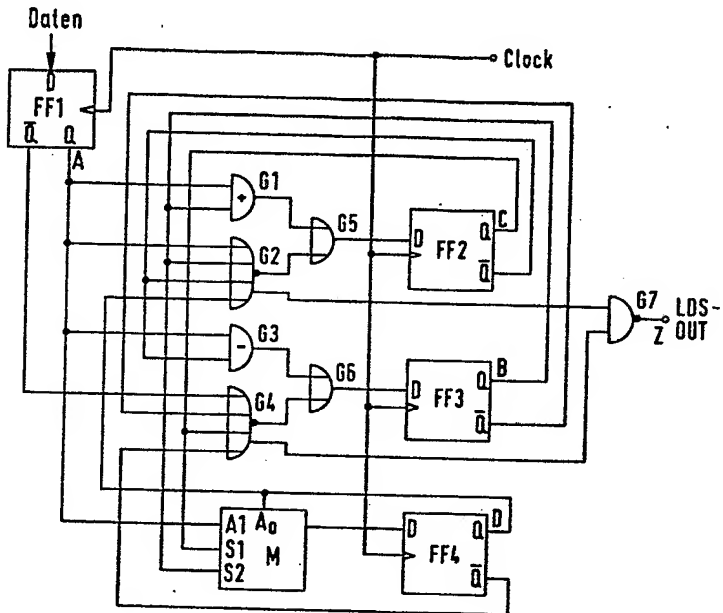 Daten
D
FF1
Q̅ Q
A
Clock
G1
+
G2
G5
C
D Q
FF2
Q̅
G7
LDS-
OUT
Z
G3
-
G4
G6
B
D Q
FF3
Q̅
A1 A0
M
S1
S2
D
D Q
FF4
Q̅